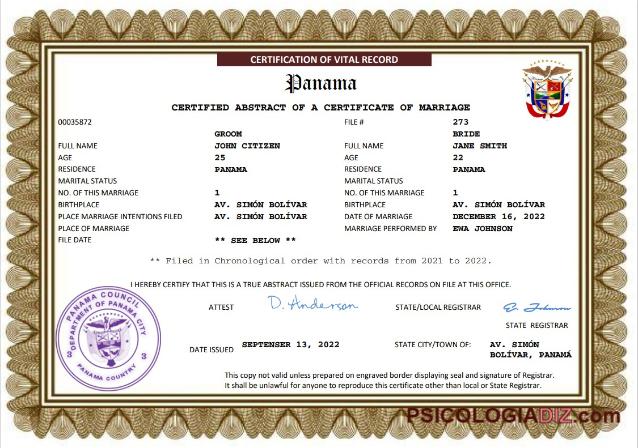 CERTIFICATION OF VITAL RECORD
Panama
CERTIFIED ABSTRACT OF A CERTIFICATE OF MARRIAGE
00035872 FILE # 273
GROOM BRIDE
FULL NAME JOHN CITIZEN FULL NAME JANE SMITH
AGE 25 AGE 22
RESIDENCE PANAMA RESIDENCE PANAMA
MARITAL STATUS MARITAL STATUS
NO. OF THIS MARRIAGE 1 NO. OF THIS MARRIAGE 1
BIRTHPLACE AV. SIMÓN BOLÍVAR BIRTHPLACE AV. SIMÓN BOLÍVAR
PLACE MARRIAGE INTENTIONS FILED AV. SIMÓN BOLÍVAR DATE OF MARRIAGE DECEMBER 16, 2022
PLACE OF MARRIAGE MARRIAGE PERFORMED BY EWA JOHNSON
FILE DATE ** SEE BELOW **
** Filed in Chronological order with records from 2021 to 2022.
I HEREBY CERTIFY THAT THIS IS A TRUE ABSTRACT ISSUED FROM THE OFFICIAL RECORDS ON FILE AT THIS OFFICE.
ATTEST D. Anderson STATE/LOCAL REGISTRAR
STATE REGISTRAR
PANAMA COUNCIL
DEPARTMENT OF PANAMA CITY
3 3
PANAMA COUNTRY
DATE ISSUED SEPTENSER 13, 2022 STATE CITY/TOWN OF: AV. SIMÓN
BOLÍVAR, PANAMÁ
This copy not valid unless prepared on engraved border displaying seal and signature of Registrar.
It shall be unlawful for anyone to reproduce this certificate other than local or State Registrar.
PSICOLOGIADIZ.com